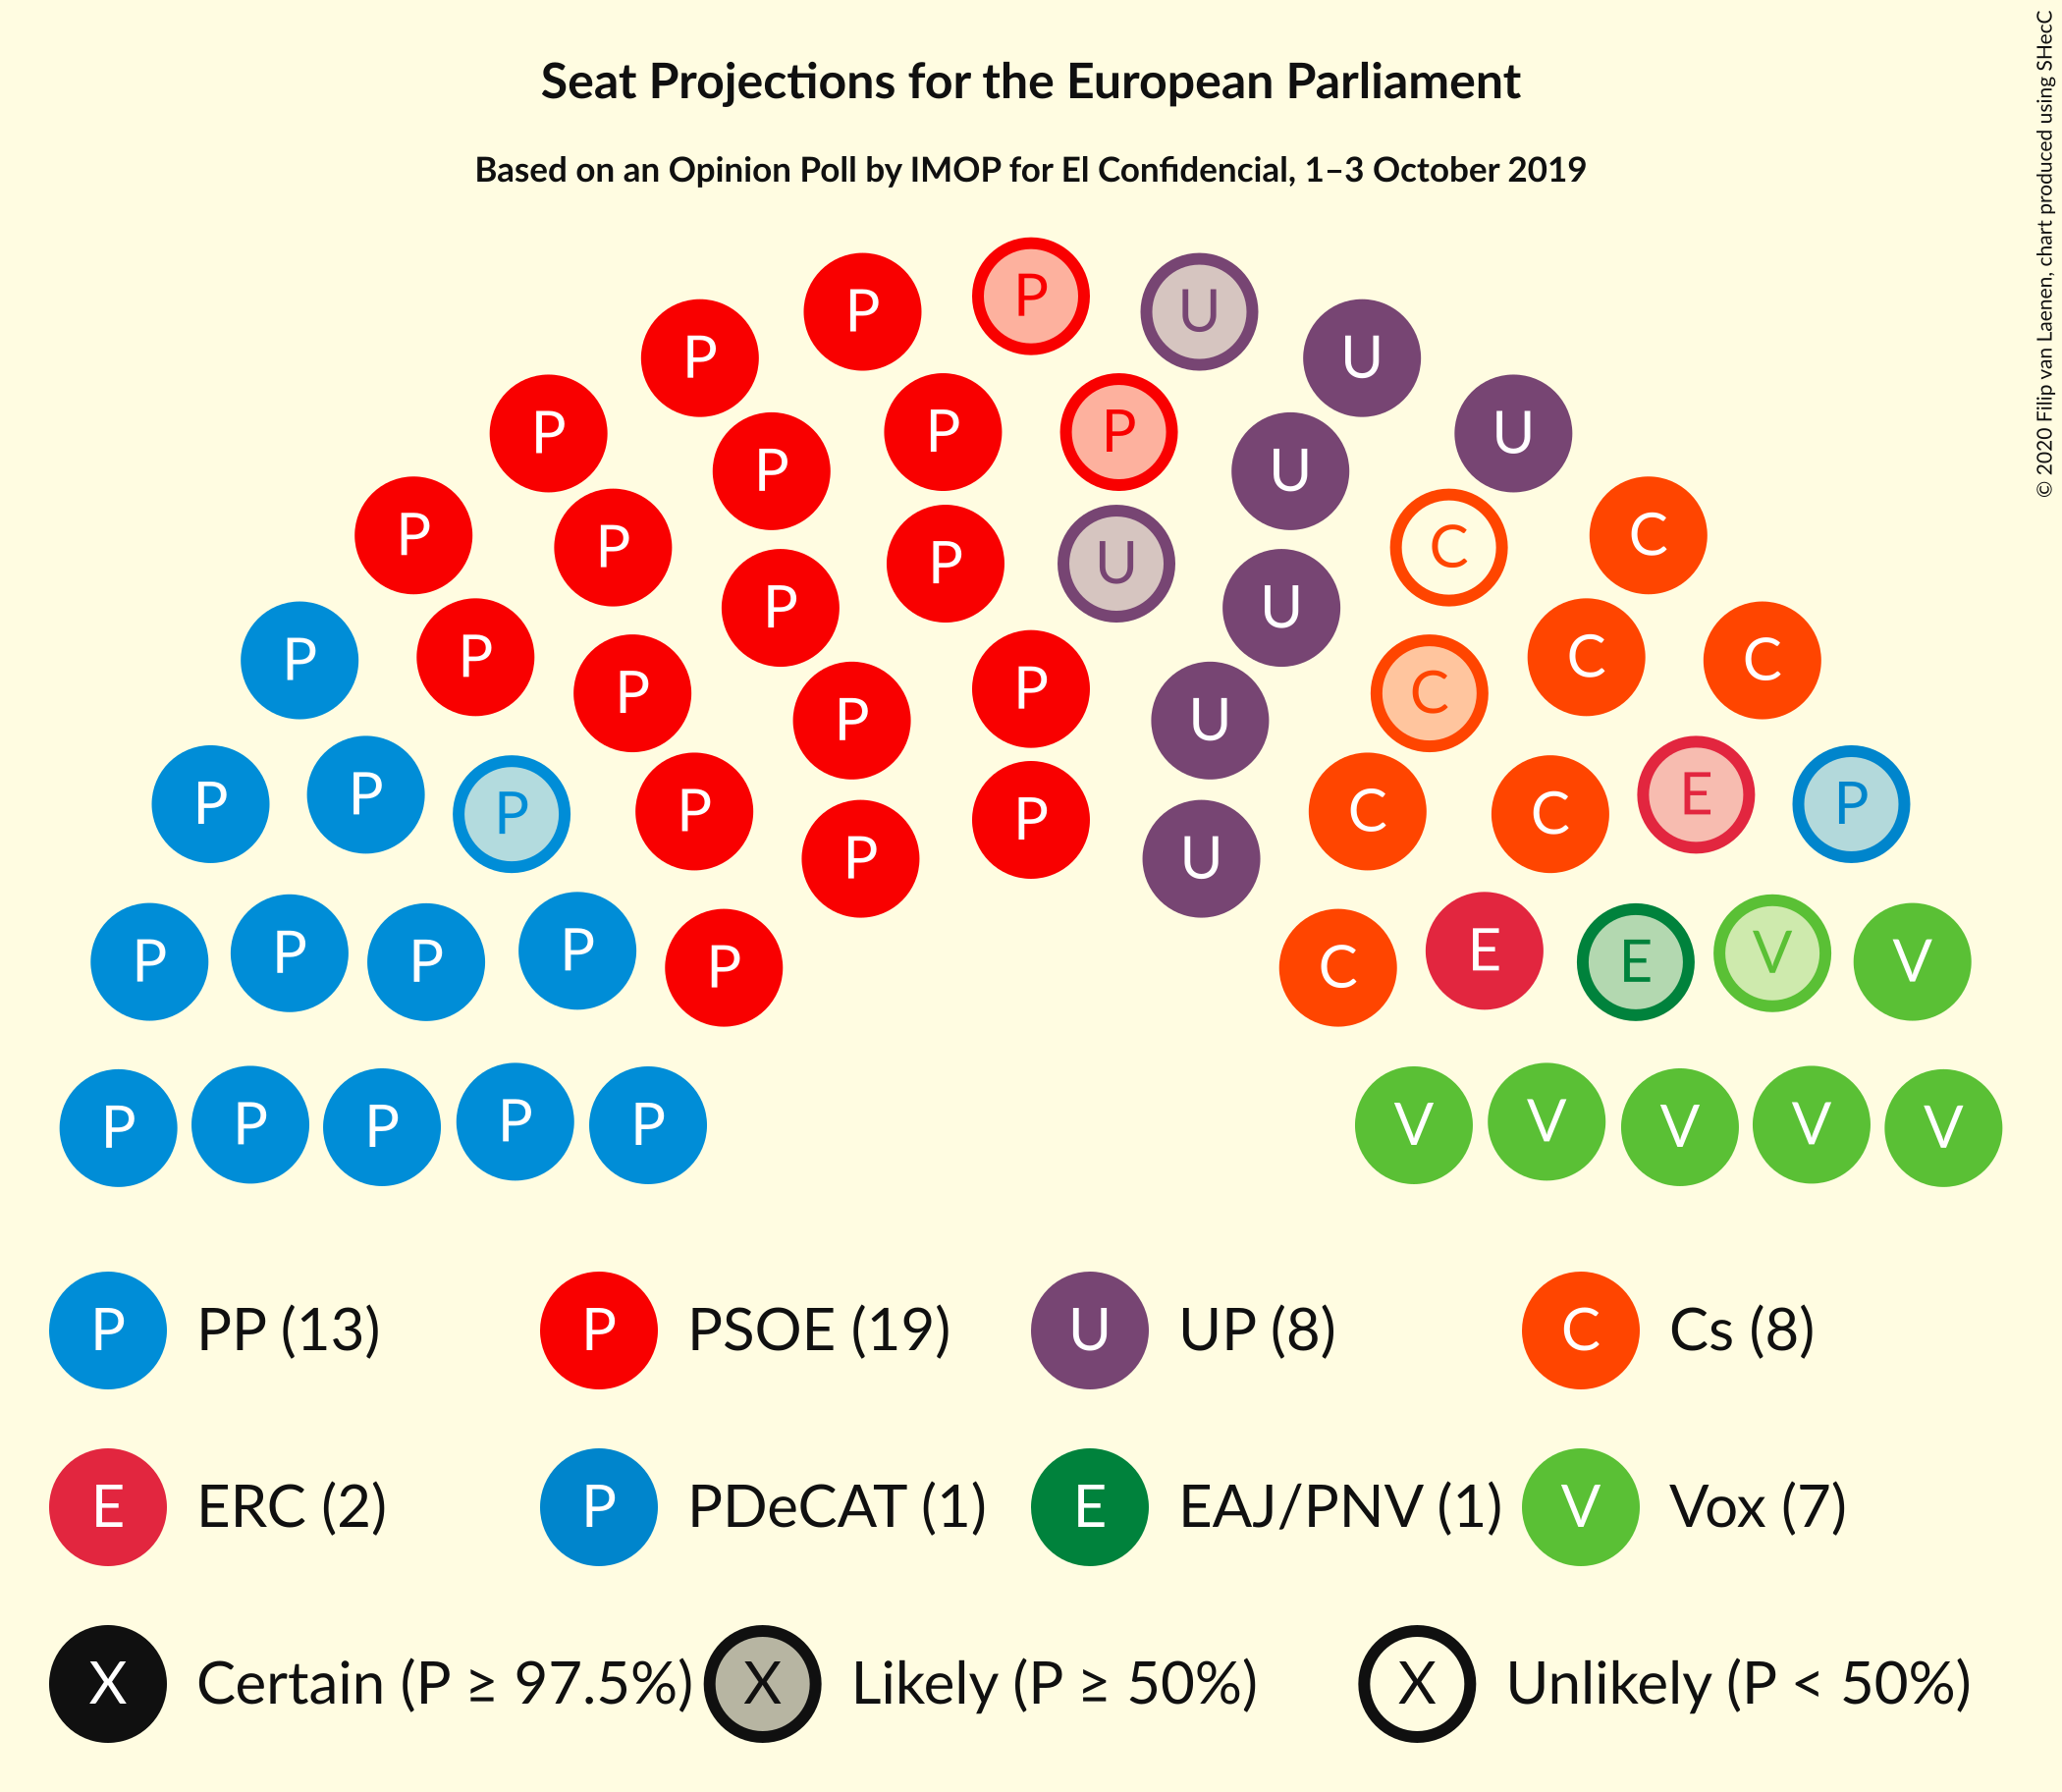 Seat Projections for the European Parliament
Based on an Opinion Poll by IMOP for El Confidencial, 1–3 October 2019
© 2020 Filip van Laenen, chart produced using SHecC
P P P U U
P P P P U U
P P P P U U C C
P P P P P U C C C
P P P P P P U C C E P
P P P P P C E E V V
P P P P P V V V V V
P PP (13) P PSOE (19) U UP (8) C Cs (8)
E ERC (2) P PDeCAT (1) E EAJ/PNV (1) V Vox (7)
X Certain (P ≥ 97.5%) X Likely (P ≥ 50%) X Unlikely (P < 50%)